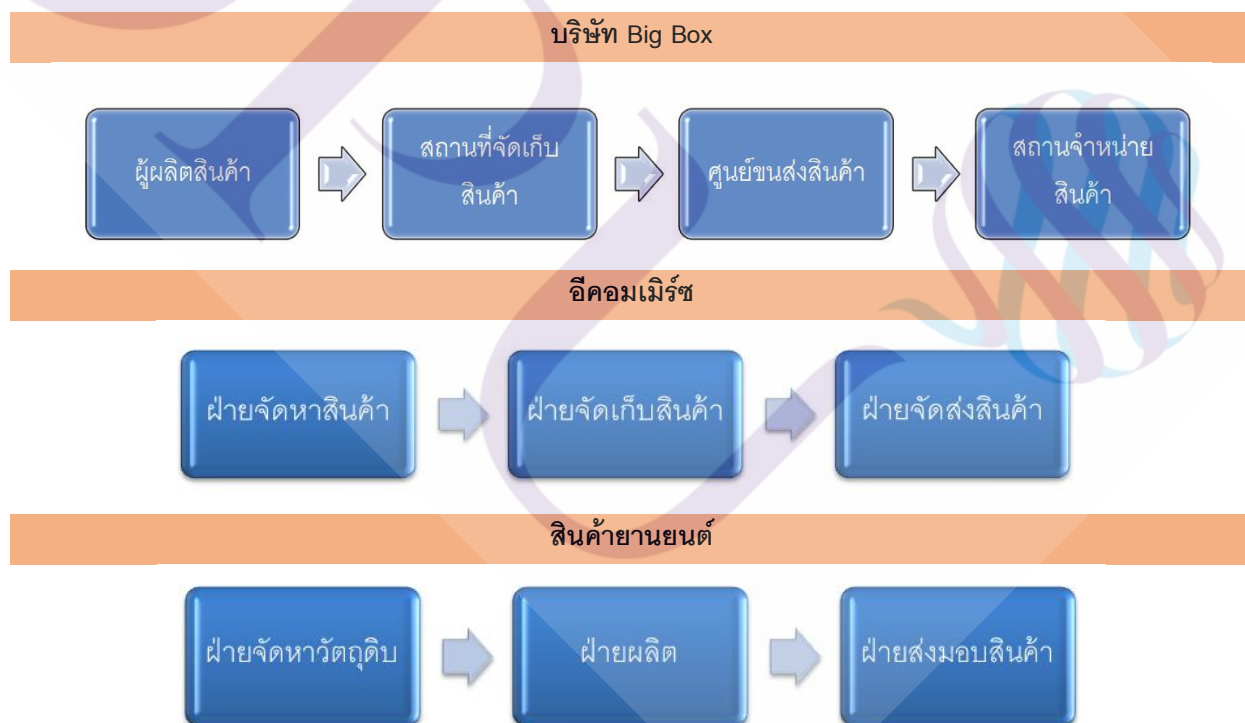 บริษัท Big Box
ผู้ผลิตสินค้า
สถานที่จัดเก็บ
สินค้า
ศูนย์ขนส่งสินค้า
สถานจำหน่าย
สินค้า
อีคอมเมิร์ซ
ฝ่ายจัดหาสินค้า
ฝ่ายจัดเก็บสินค้า
ฝ่ายจัดส่งสินค้า
สินค้ายานยนต์
ฝ่ายจัดหาวัตถุดิบ
ฝ่ายผลิต
ฝ่ายส่งมอบสินค้า